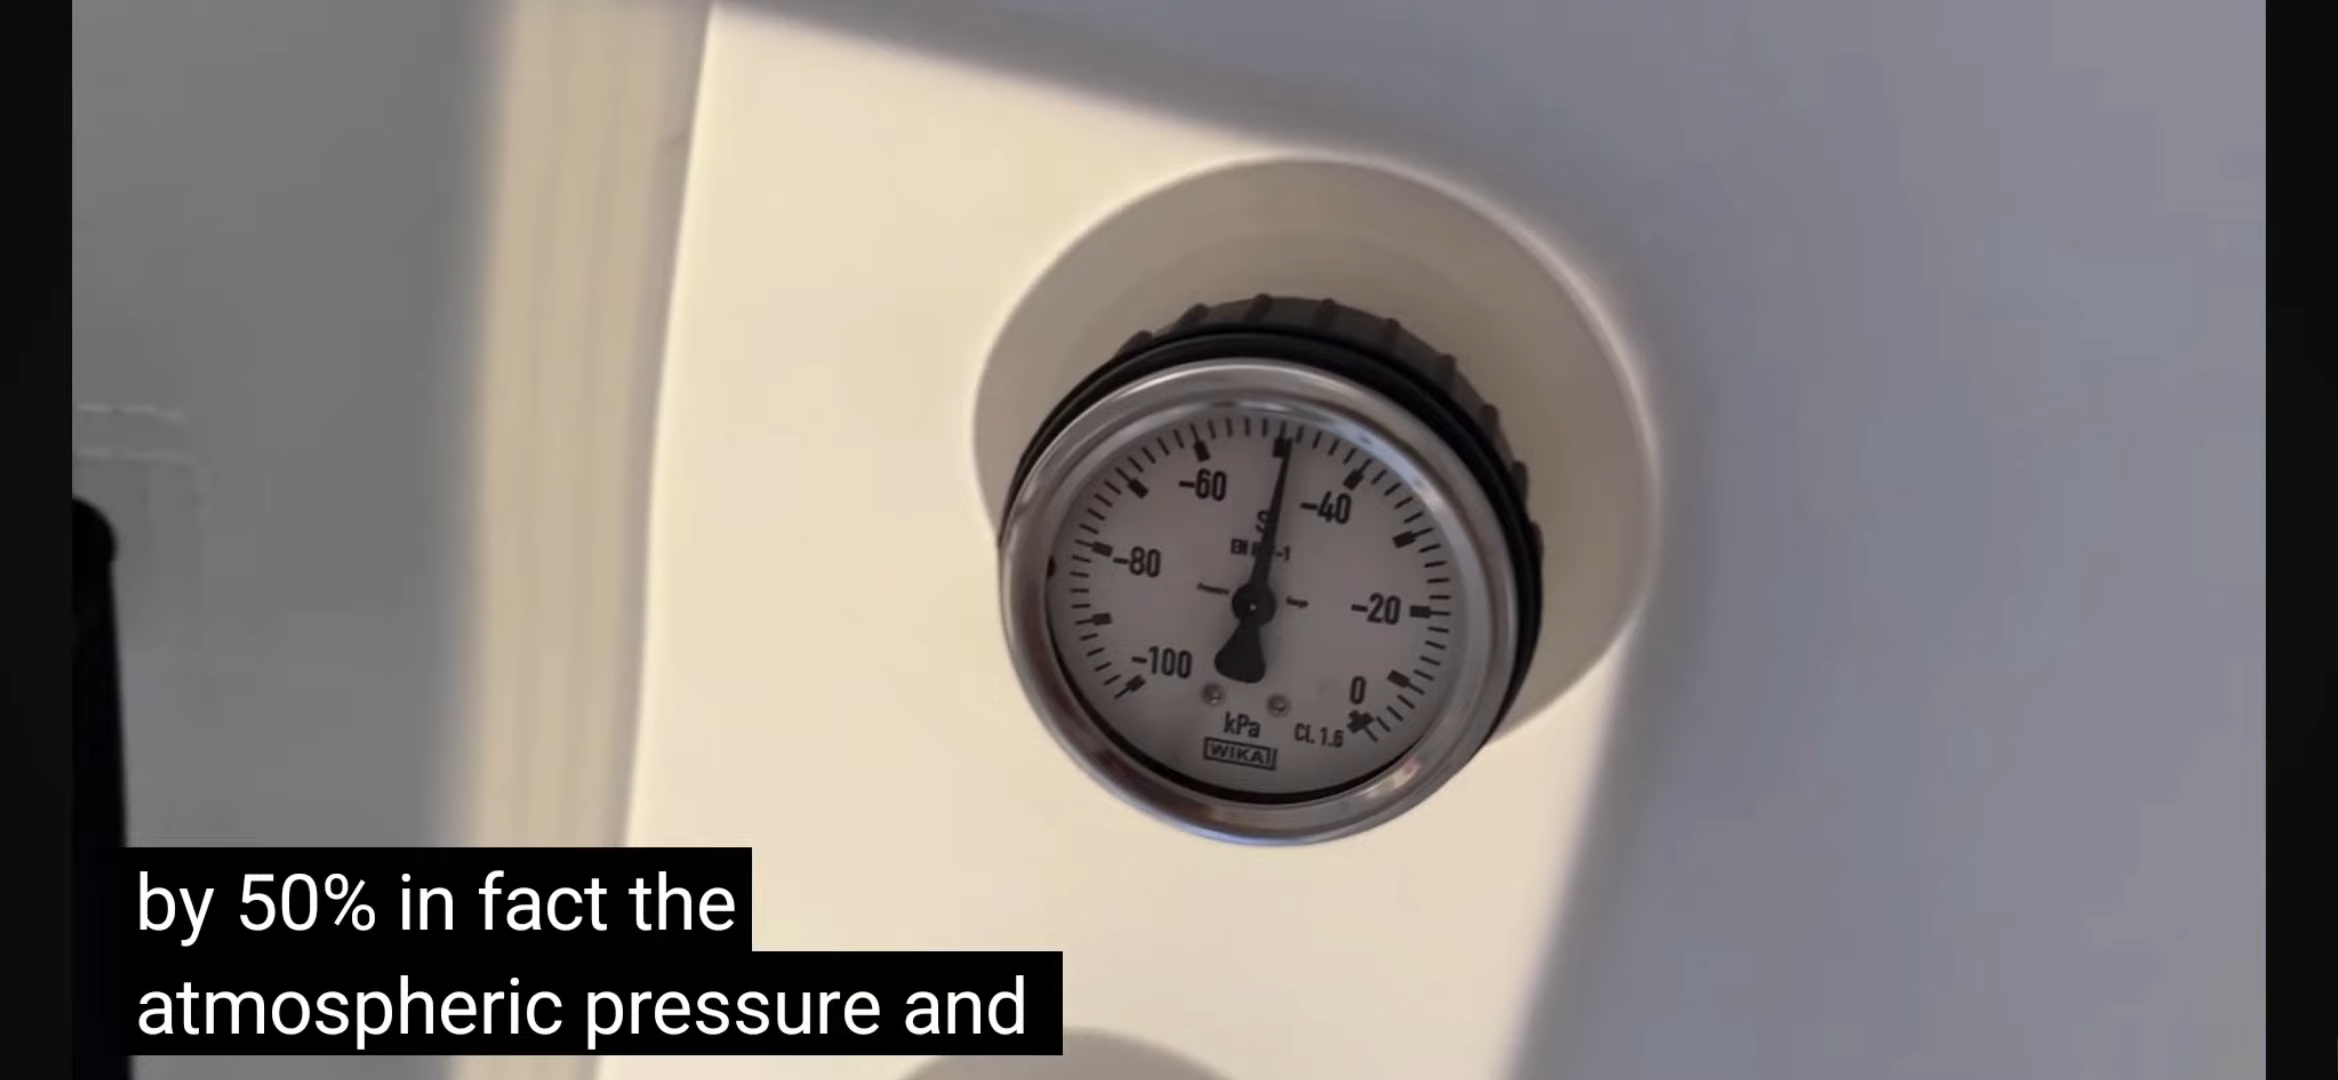 -60
-40
S
-80
-20
-100
0
kPa
CL. 1.6
WIKA
by 50% in fact the
atmospheric pressure and